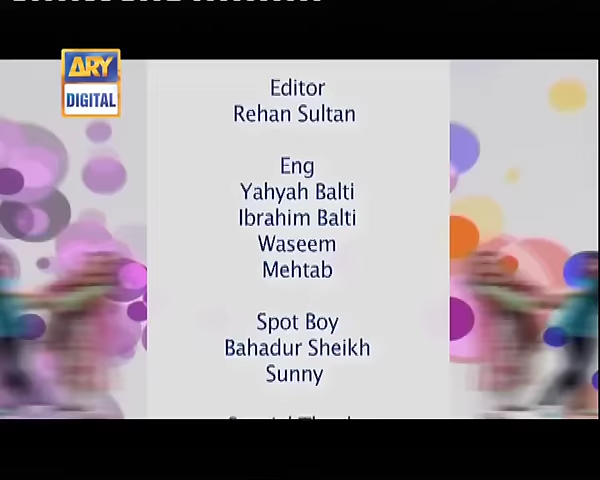 ARY
DIGITAL
Editor
Rehan Sultan
Eng
Yahyah Balti
Ibrahim Balti
Waseem
Mehtab
Spot Boy
Bahadur Sheikh
Sunny